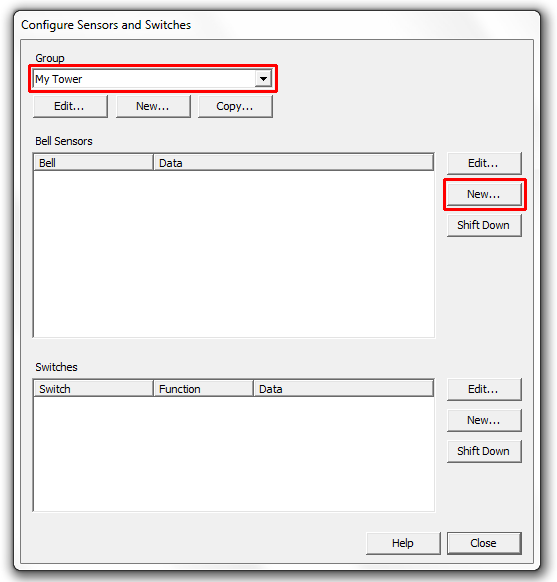 Configure Sensors and Switches
Group
My Tower
Edit... New... Copy...
Bell Sensors
Bell Data
Edit...
New...
Shift Down
Switches
Switch Function Data
Edit...
New...
Shift Down
Help Close